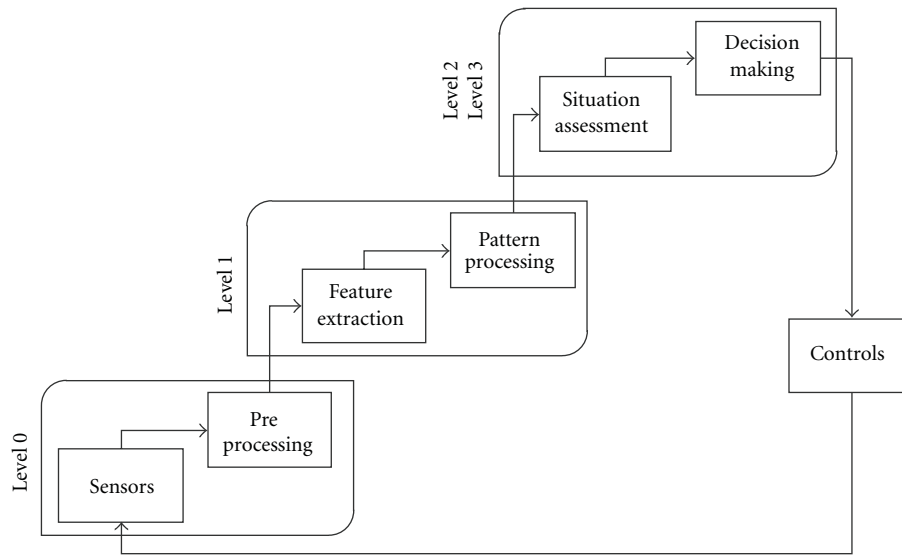 Decision
making
Level 2
Level 3
Situation
assessment
Pattern
processing
Level 1
Feature
extraction
Controls
Pre
processing
Level 0
Sensors